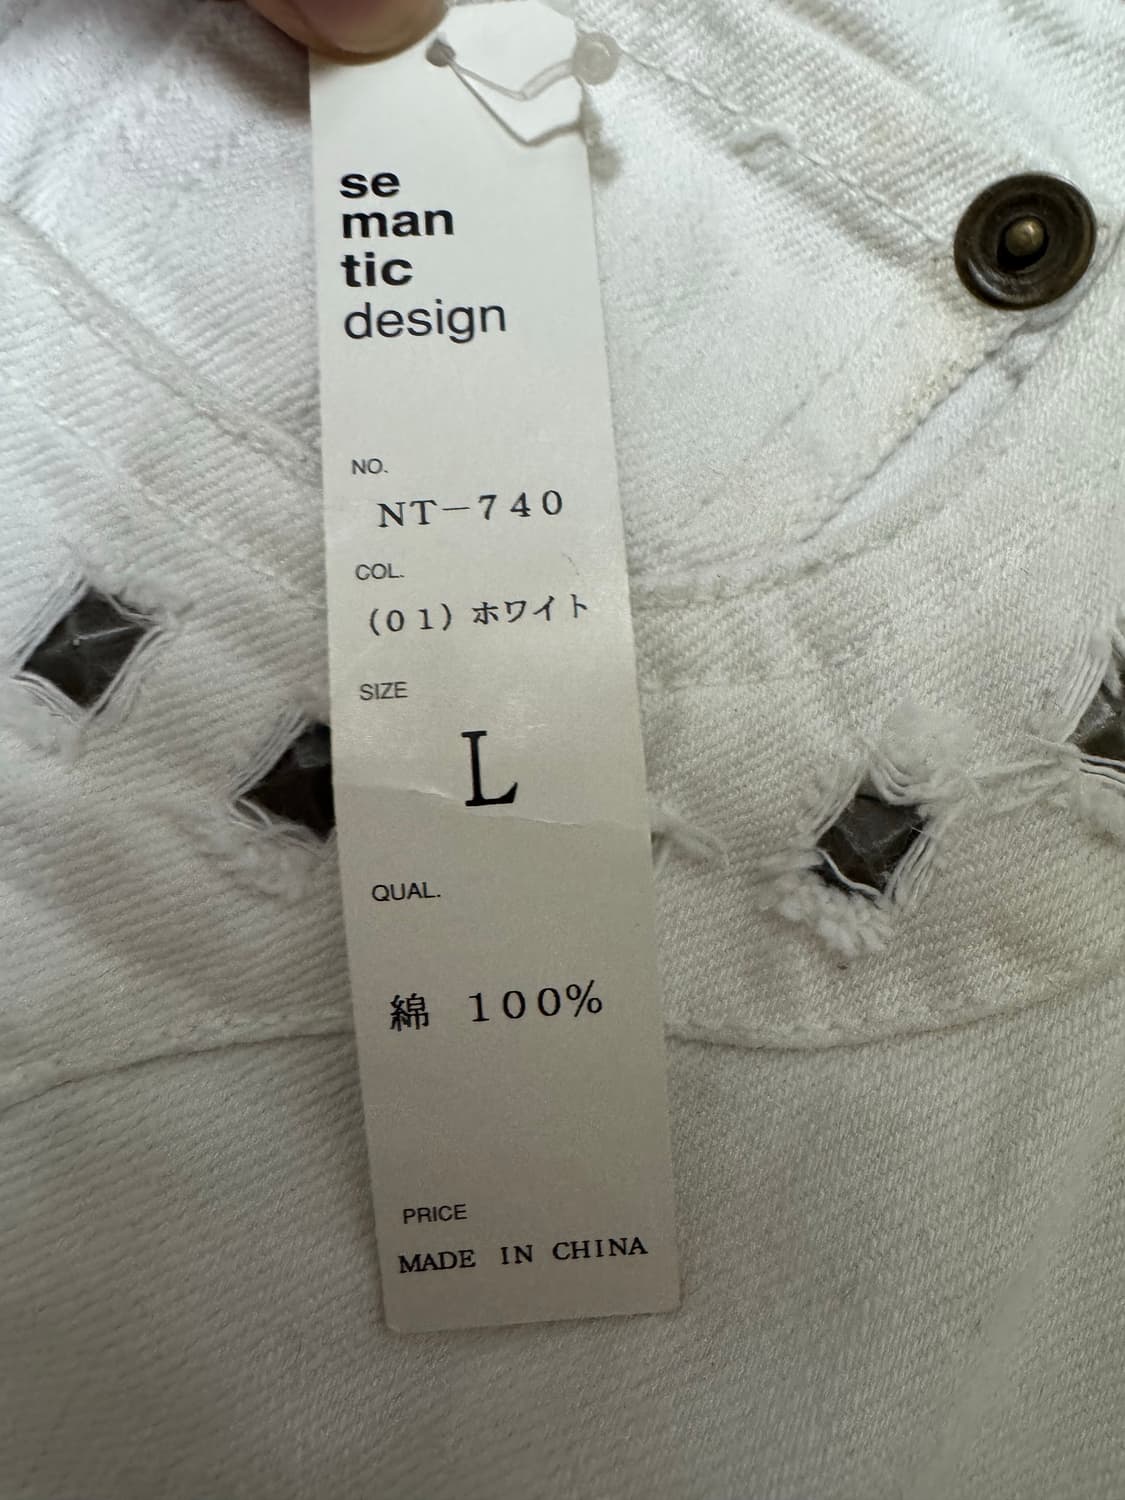 se
man
tic
design
NO.
NT-740
COL.
(01) ホワイト
SIZE
L
QUAL.
綿 100%
PRICE
MADE IN CHINA